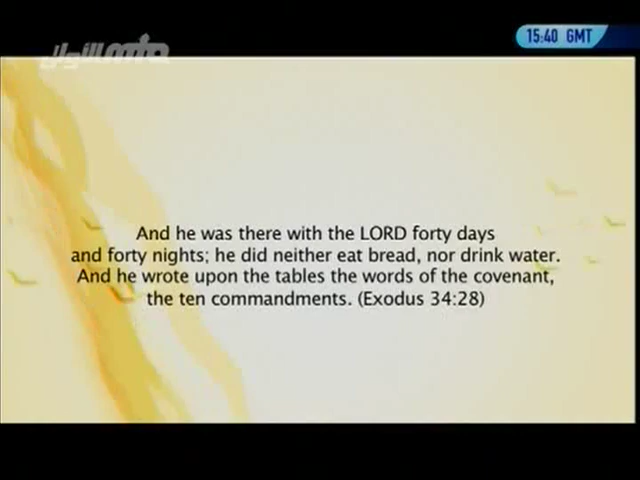 15:40 GMT
And he was there with the LORD forty days
and forty nights; he did neither eat bread, nor drink water.
And he wrote upon the tables the words of the covenant,
the ten commandments. (Exodus 34:28)